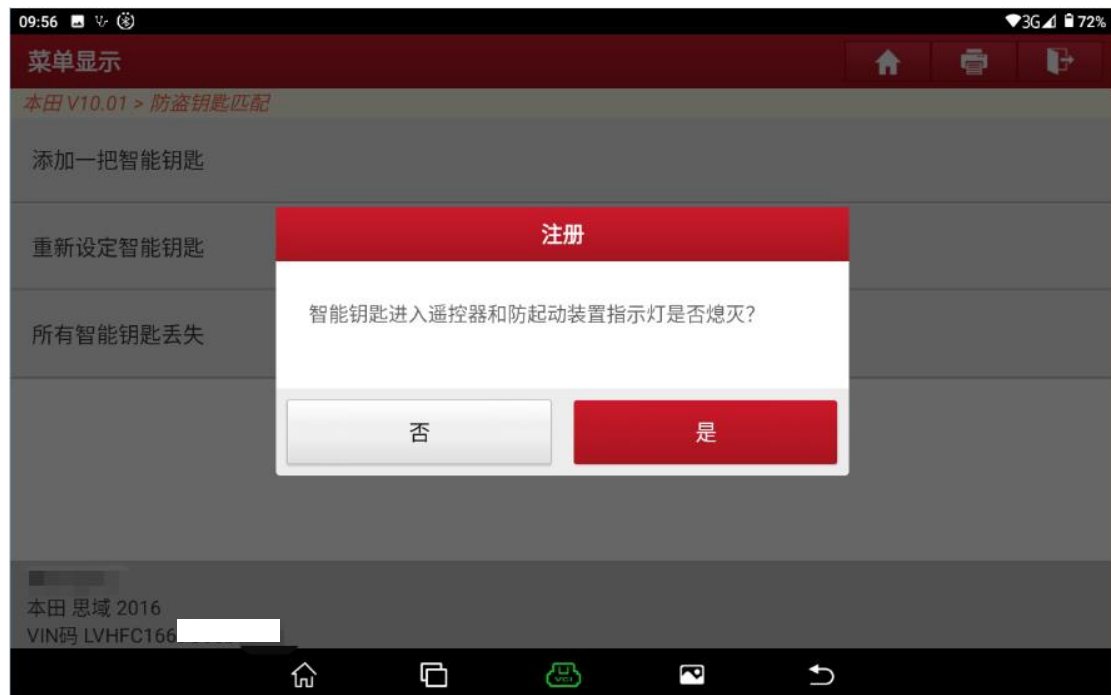 09:56
3G 72%
菜单显示
本田 V10.01 > 防盗钥匙匹配
添加一把智能钥匙
重新设定智能钥匙
所有智能钥匙丢失
注册
智能钥匙进入遥控器和防起动装置指示灯是否熄灭?
否
是
本田 思域 2016
VIN码 LVHFC166
VCI